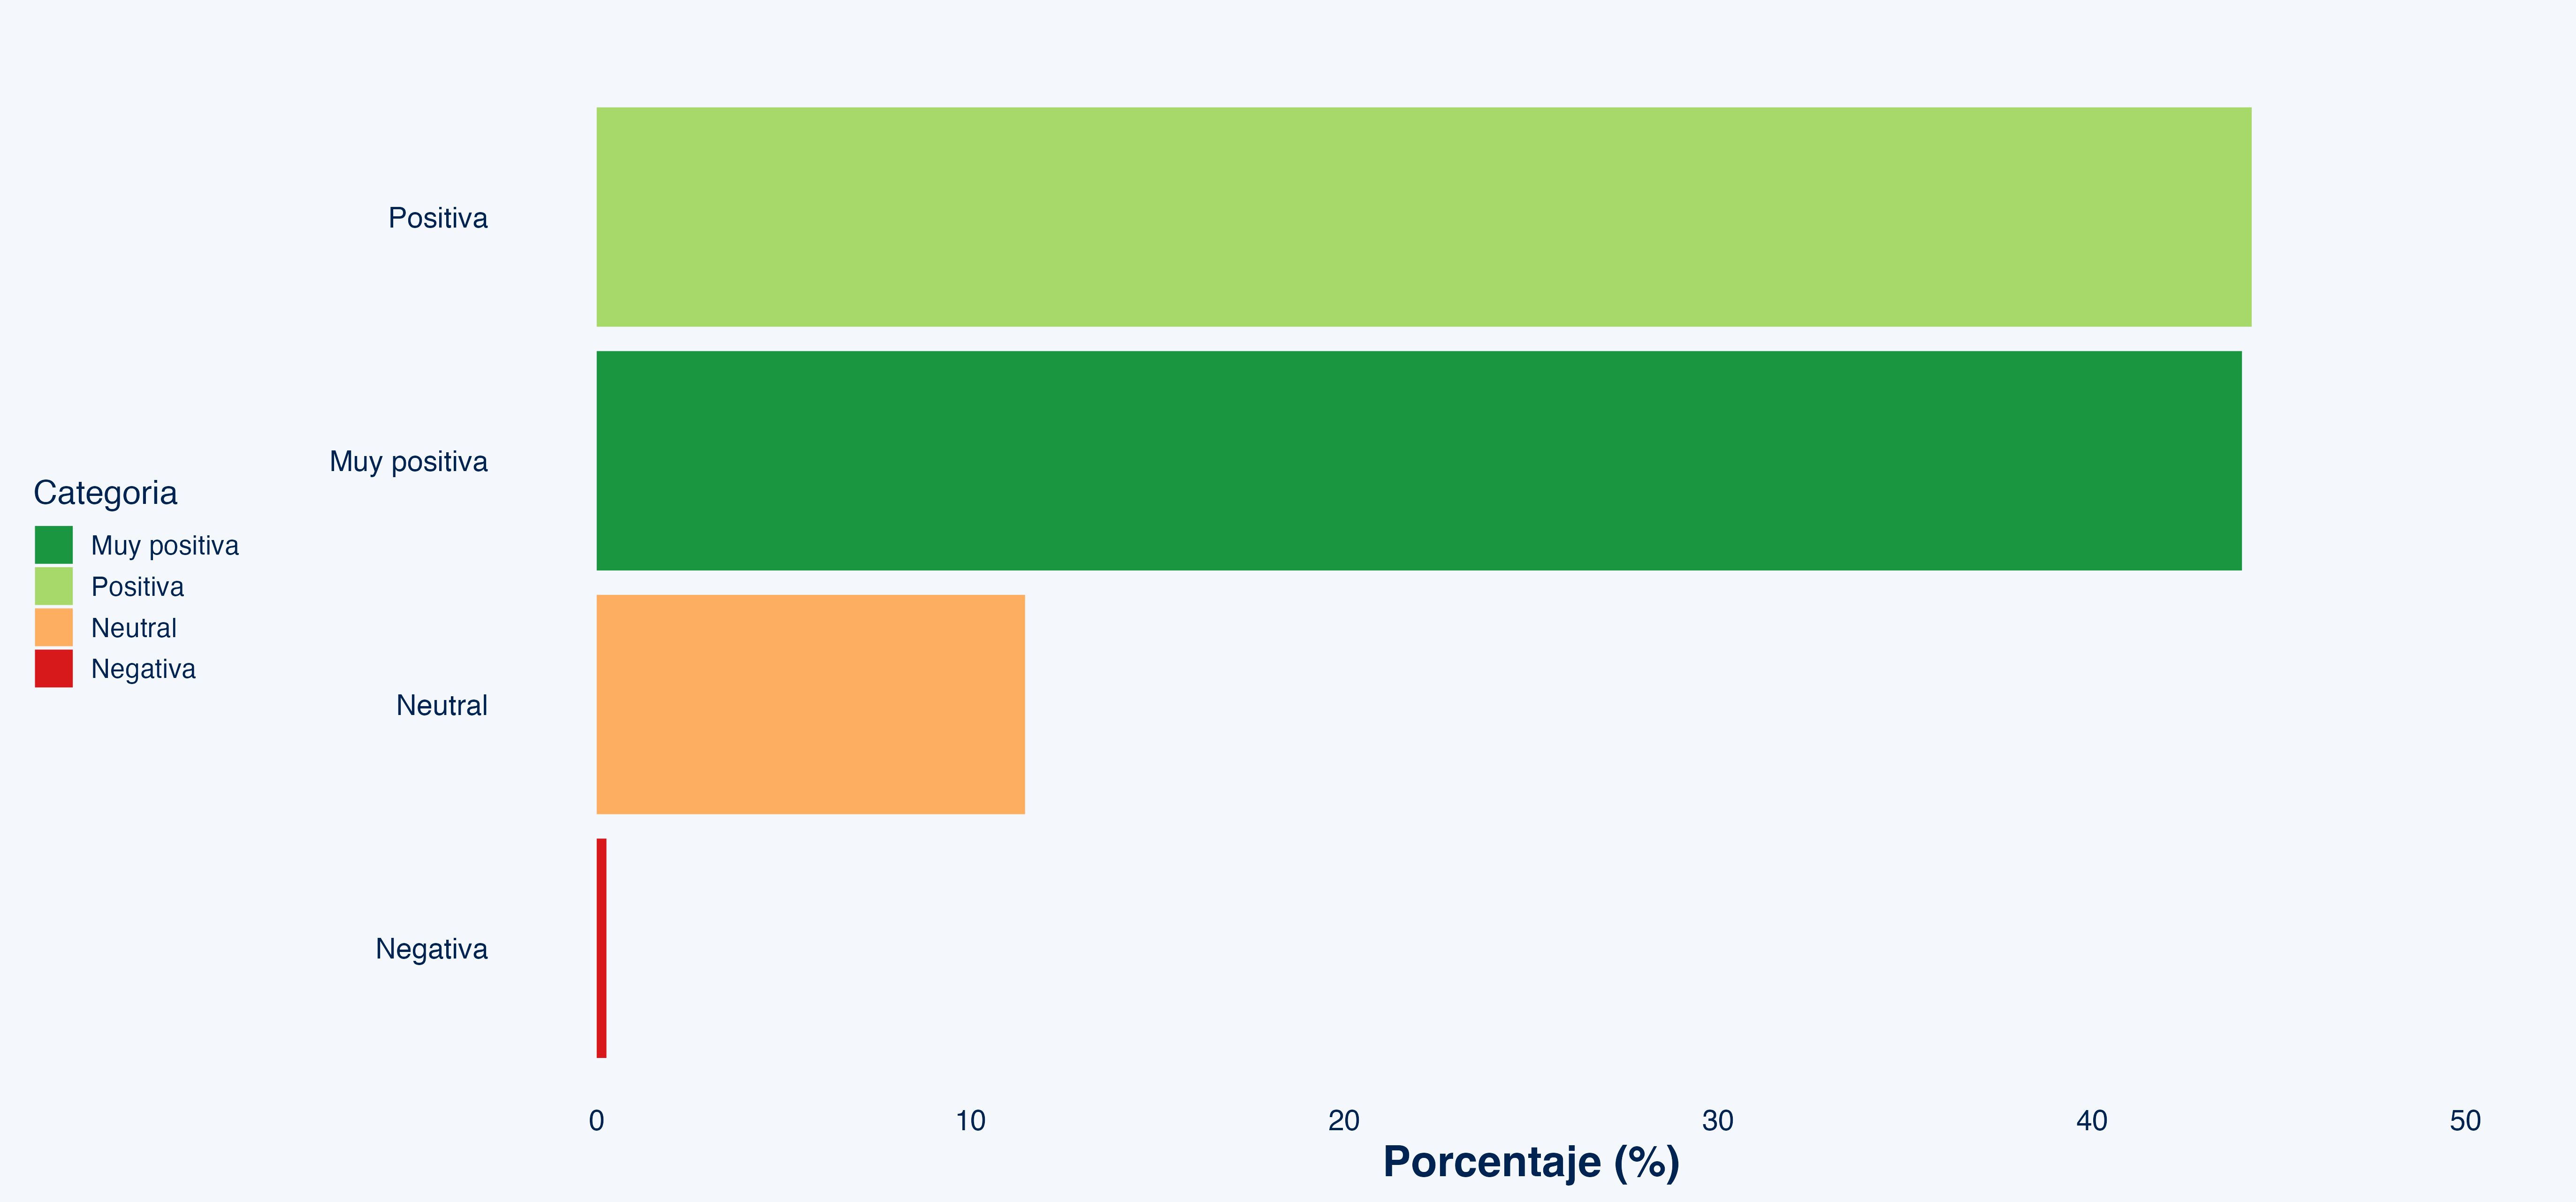 Positiva
Muy positiva
Neutral
Negativa
Categoria
Muy positiva
Positiva
Neutral
Negativa
0 10 20 30 40 50
Porcentaje (%)